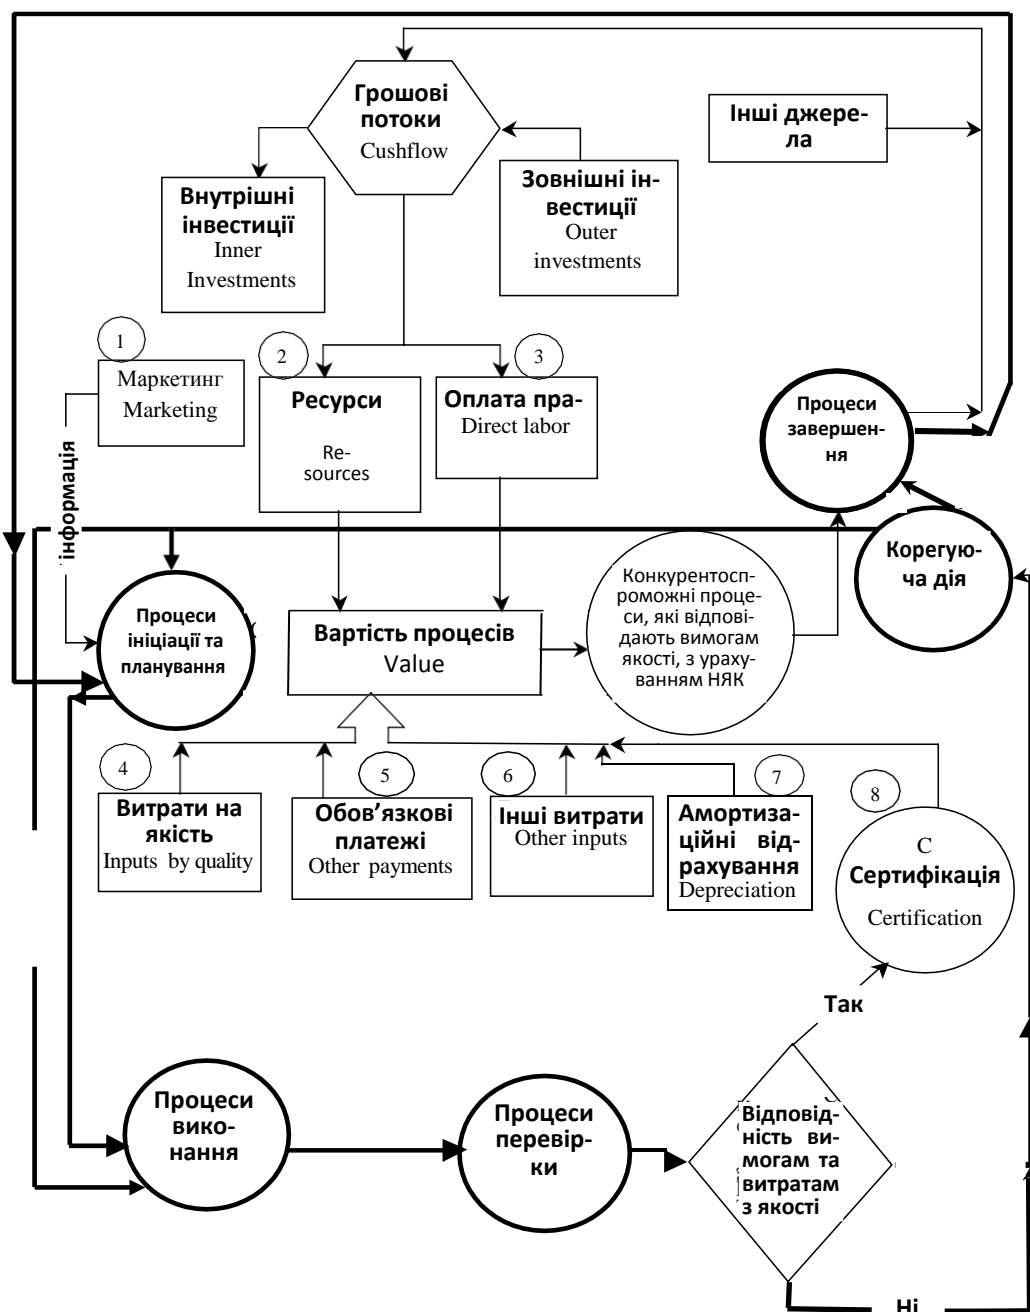 Грошові
потоки
Cushflow
Інші джере-
ла
Внутрішні
інвестиції
Inner
Investments
Зовнішні ін-
вестиції
Outer
investments
1
Маркетинг
Marketing
2
Ресурси
Re-
sources
3
Оплата пра-
Direct labor
Процеси
завершен-
ня
інформація
Корегую-
ча дія
Процеси
ініціації та
планування
Вартість процесів
Value
Конкурентосп-
роможні проце-
си, які відпові-
дають вимогам
якості, з ураху-
ванням НЯК
4
Витрати на
якість
Inputs by quality
5
Обов’язкові
платежі
Other payments
6
Інші витрати
Other inputs
7
Амортиза-
ційні від-
рахування
Depreciation
8
С
Сертифікація
Certification
Так
Процеси
вико-
нання
Процеси
перевір-
ки
Відповід-
ність ви-
могам та
витратам
з якості
Ні